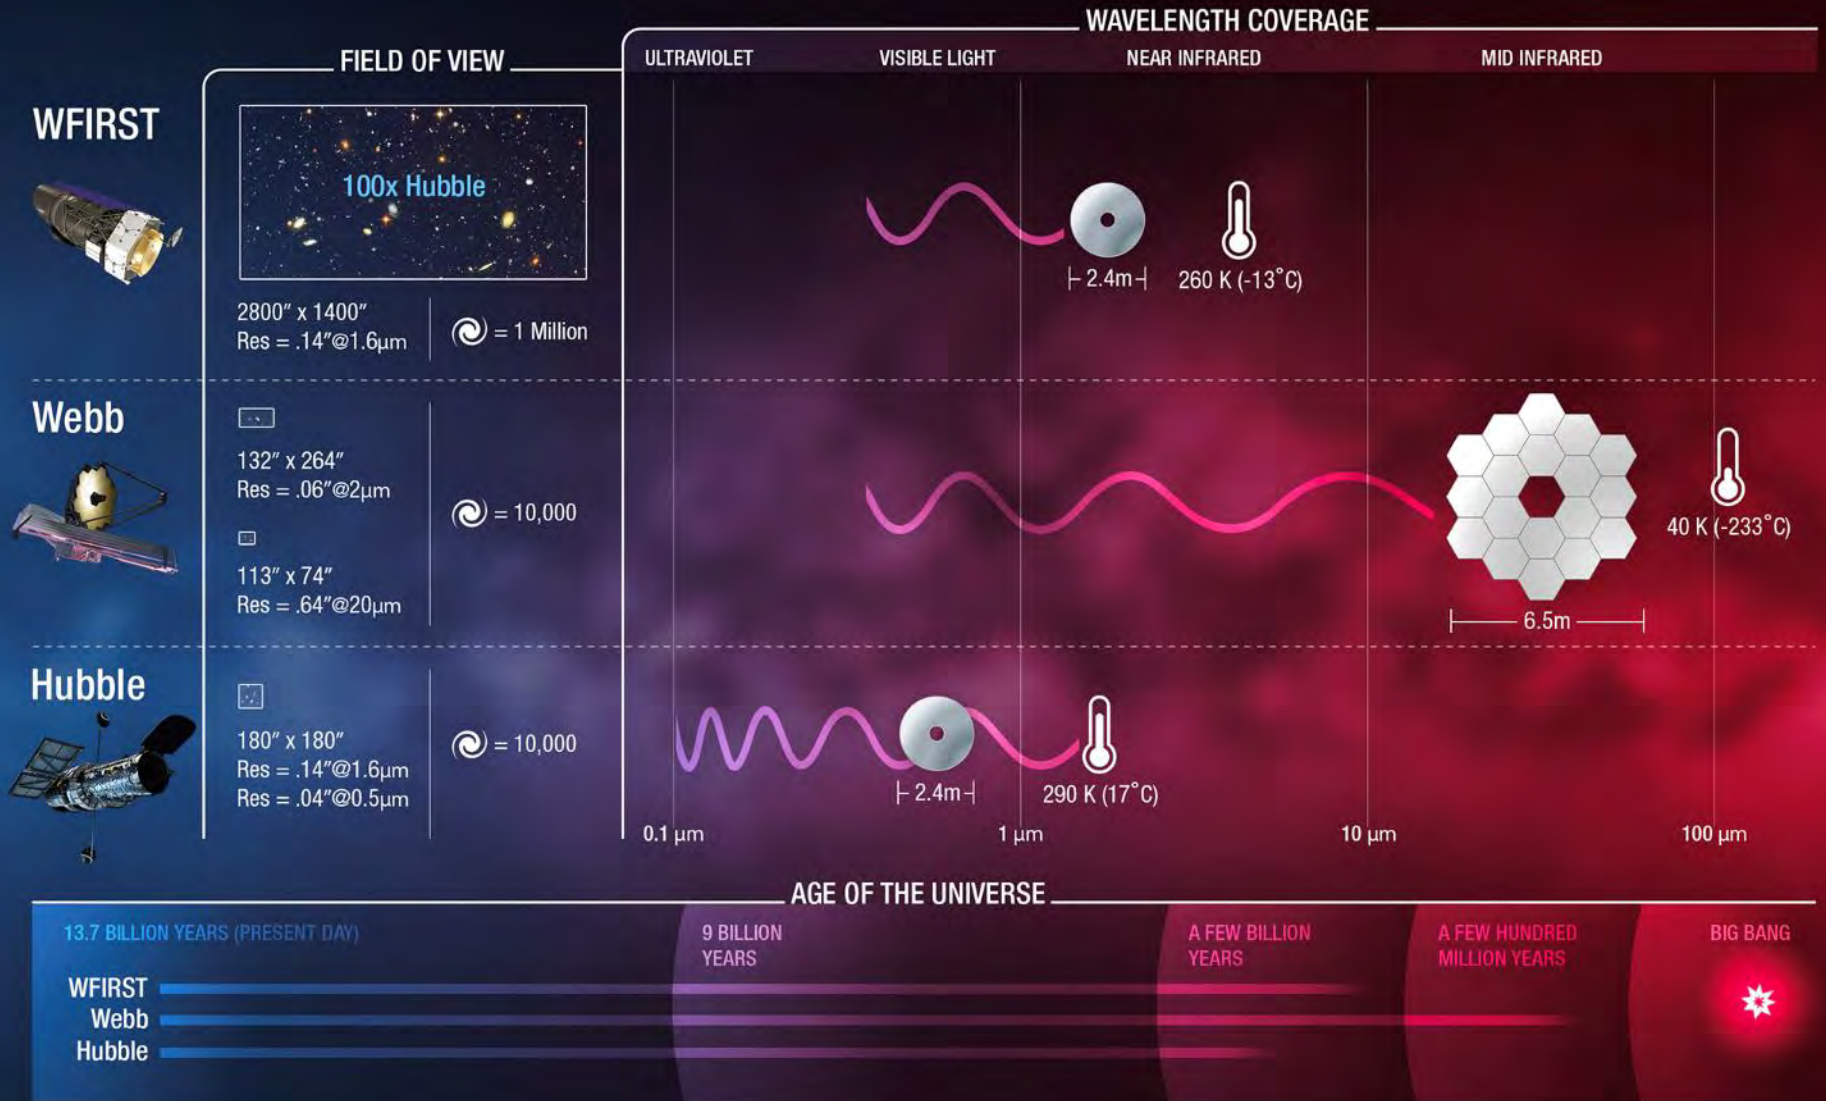 WAVELENGTH COVERAGE
FIELD OF VIEW
ULTRAVIOLET
VISIBLE LIGHT
NEAR INFRARED
MID INFRARED
WFIRST
100x Hubble
2800″ x 1400″
Res = .14″@1.6µm
= 1 Million
2.4m
260 K (-13˚C)
Webb
132″ x 264″
Res = .06″@2µm
113″ x 74″
Res = .64″@20µm
= 10,000
6.5m
40 K (-233˚C)
Hubble
180″ x 180″
Res = .14″@1.6µm
Res = .04″@0.5µm
= 10,000
2.4m
290 K (17˚C)
0.1 µm
1 µm
10 µm
100 µm
AGE OF THE UNIVERSE
13.7 BILLION YEARS (PRESENT DAY)
9 BILLION
YEARS
A FEW BILLION
YEARS
A FEW HUNDRED
MILLION YEARS
BIG BANG
WFIRST
Webb
Hubble